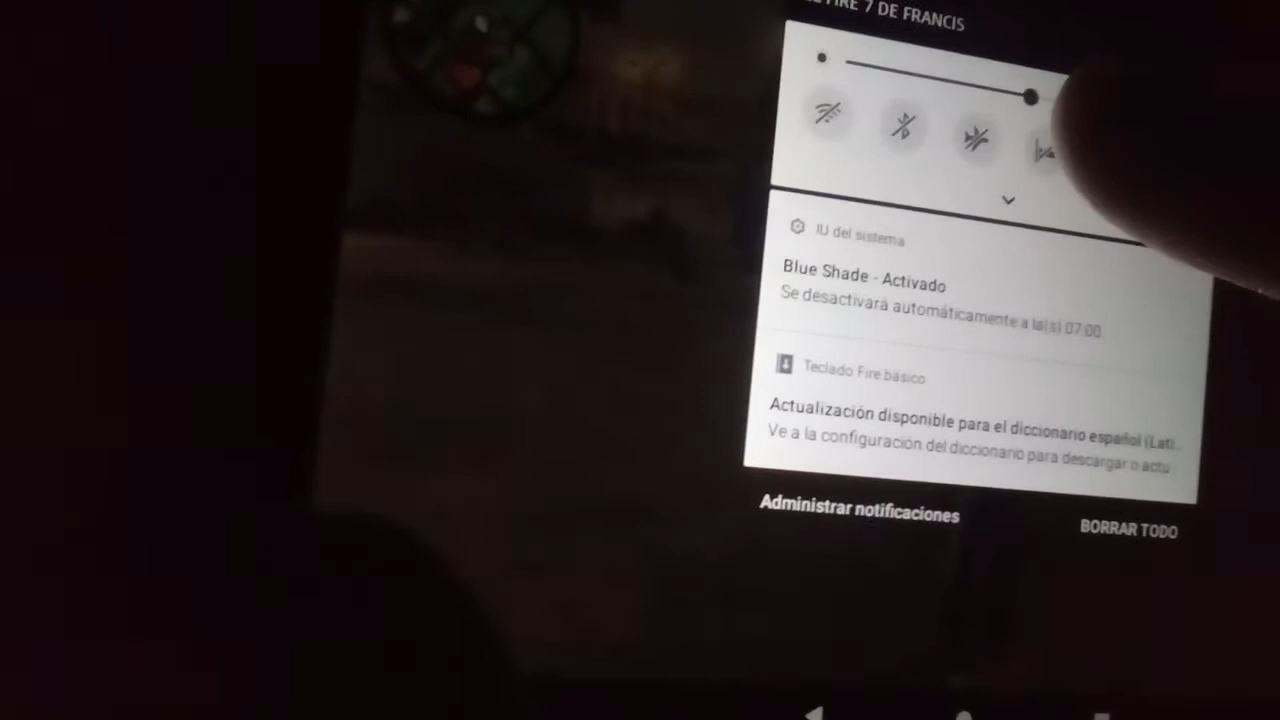 FIRE 7 DE FRANCIS
IU del sistema
Blue Shade - Activado
Se desactivará automáticamente a la(s) 07:00
Teclado Fire básico
Actualización disponible para el diccionario español (Lati...
Ve a la configuración del diccionario para descargar o actu
Administrar notificaciones
BORRAR TODO